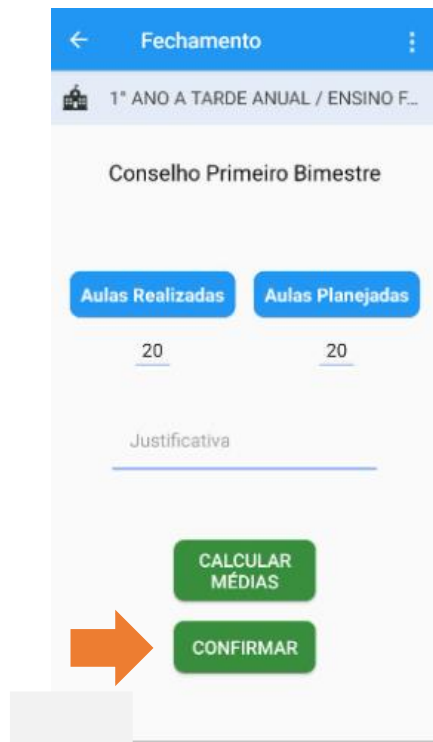 Fechamento
1° ANO A TARDE ANUAL / ENSINO F...
Conselho Primeiro Bimestre
Aulas Realizadas Aulas Planejadas
20 20
Justificativa
CALCULAR
MÉDIAS
CONFIRMAR